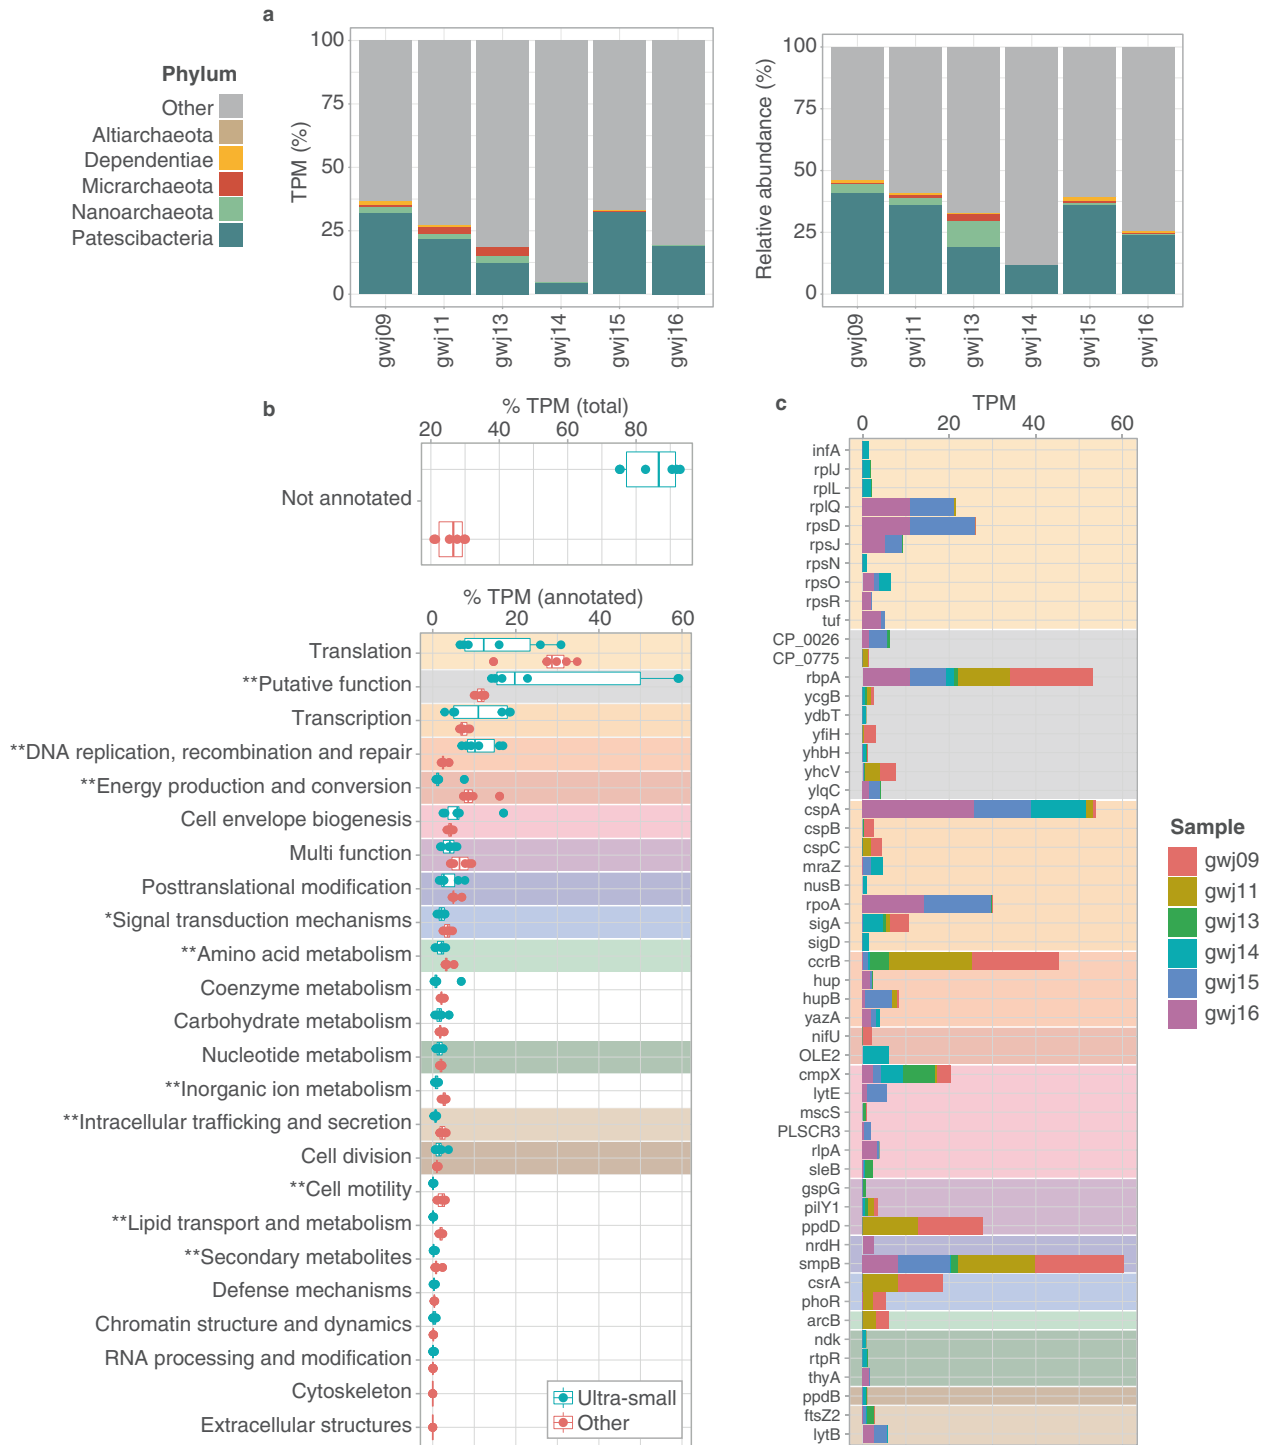 a
Phylum
Other
Altiarchaeota
Dependentiae
Micrarchaeota
Nanoarchaeota
Patescibacteria
TPM (%)
100
75
50
25
0
gwj09
gwj11
gwj13
gwj14
gwj15
gwj16
Relative abundance (%)
100
75
50
25
0
gwj09
gwj11
gwj13
gwj14
gwj15
gwj16
b
% TPM (total)
20 40 60 80
Not annotated
% TPM (annotated)
0 20 40 60
Translation
**Putative function
Transcription
**DNA replication, recombination and repair
**Energy production and conversion
Cell envelope biogenesis
Multi function
Posttranslational modification
*Signal transduction mechanisms
**Amino acid metabolism
Coenzyme metabolism
Carbohydrate metabolism
Nucleotide metabolism
**Inorganic ion metabolism
**Intracellular trafficking and secretion
Cell division
**Cell motility
**Lipid transport and metabolism
**Secondary metabolites
Defense mechanisms
Chromatin structure and dynamics
RNA processing and modification
Cytoskeleton
Extracellular structures
Ultra-small
Other
c
TPM
0 20 40 60
infA
rplJ
rplL
rplQ
rpsD
rpsJ
rpsN
rpsO
rpsR
tuf
CP_0026
CP_0775
rbpA
ycgB
ydbT
yfiH
yhbH
yhcV
ylqC
cspA
cspB
cspC
mraZ
nusB
rpoA
sigA
sigD
ccrB
hup
hupB
yazA
nifU
OLE2
cmpX
lytE
mscS
PLSCR3
rlpA
sleB
gspG
pilY1
ppdD
nrdH
smpB
csrA
phoR
arcB
ndk
rtpR
thyA
ppdB
ftsZ2
lytB
Sample
gwj09
gwj11
gwj13
gwj14
gwj15
gwj16